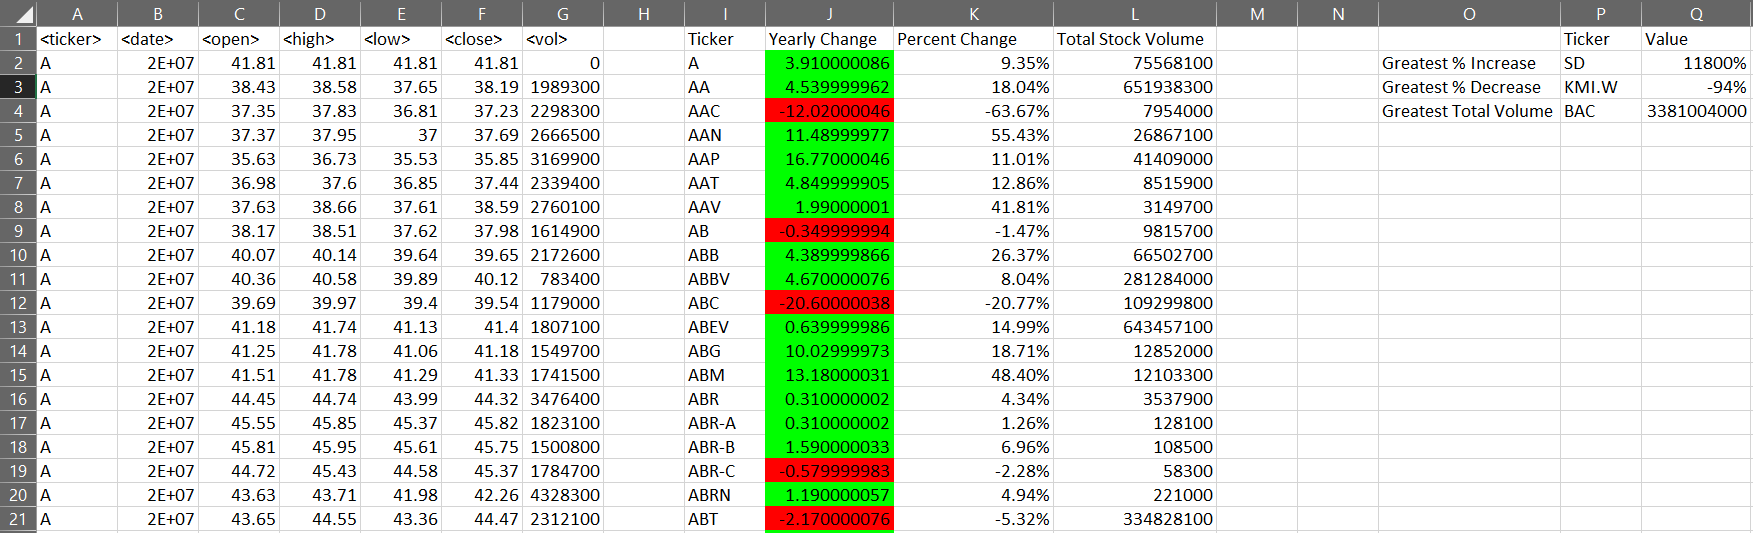 A B C D E F G H I J K L M N O P Q
1 <ticker> <date> <open> <high> <low> <close> <vol> Ticker Yearly Change Percent Change Total Stock Volume Ticker Value
2 A 2E+07 41.81 41.81 41.81 41.81 0 A 3.910000086 9.35% 75568100 Greatest % Increase SD 11800%
3 A 2E+07 38.43 38.58 37.65 38.19 1989300 AA 4.539999962 18.04% 651938300 Greatest % Decrease KMI.W -94%
4 A 2E+07 37.35 37.83 36.81 37.23 2298300 AAC -12.02000046 -63.67% 7954000 Greatest Total Volume BAC 3381004000
5 A 2E+07 37.37 37.95 37 37.69 2666500 AAN 11.48999977 55.43% 26867100
6 A 2E+07 35.63 36.73 35.53 35.85 3169900 AAP 16.77000046 11.01% 41409000
7 A 2E+07 36.98 37.6 36.85 37.44 2339400 AAT 4.849999905 12.86% 8515900
8 A 2E+07 37.63 38.66 37.61 38.59 2760100 AAV 1.99000001 41.81% 3149700
9 A 2E+07 38.17 38.51 37.62 37.98 1614900 AB -0.349999994 -1.47% 9815700
10 A 2E+07 40.07 40.14 39.64 39.65 2172600 ABB 4.389999866 26.37% 66502700
11 A 2E+07 40.36 40.58 39.89 40.12 783400 ABBV 4.670000076 8.04% 281284000
12 A 2E+07 39.69 39.97 39.4 39.54 1179000 ABC -20.60000038 -20.77% 109299800
13 A 2E+07 41.18 41.74 41.13 41.4 1807100 ABEV 0.639999986 14.99% 643457100
14 A 2E+07 41.25 41.78 41.06 41.18 1549700 ABG 10.02999973 18.71% 12852000
15 A 2E+07 41.51 41.78 41.29 41.33 1741500 ABM 13.18000031 48.40% 12103300
16 A 2E+07 44.45 44.74 43.99 44.32 3476400 ABR 0.310000002 4.34% 3537900
17 A 2E+07 45.55 45.85 45.37 45.82 1823100 ABR-A 0.310000002 1.26% 128100
18 A 2E+07 45.81 45.95 45.61 45.75 1500800 ABR-B 1.590000033 6.96% 108500
19 A 2E+07 44.72 45.43 44.58 45.37 1784700 ABR-C -0.579999983 -2.28% 58300
20 A 2E+07 43.63 43.71 41.98 42.26 4328300 ABRN 1.190000057 4.94% 221000
21 A 2E+07 43.65 44.55 43.36 44.47 2312100 ABT -2.170000076 -5.32% 334828100